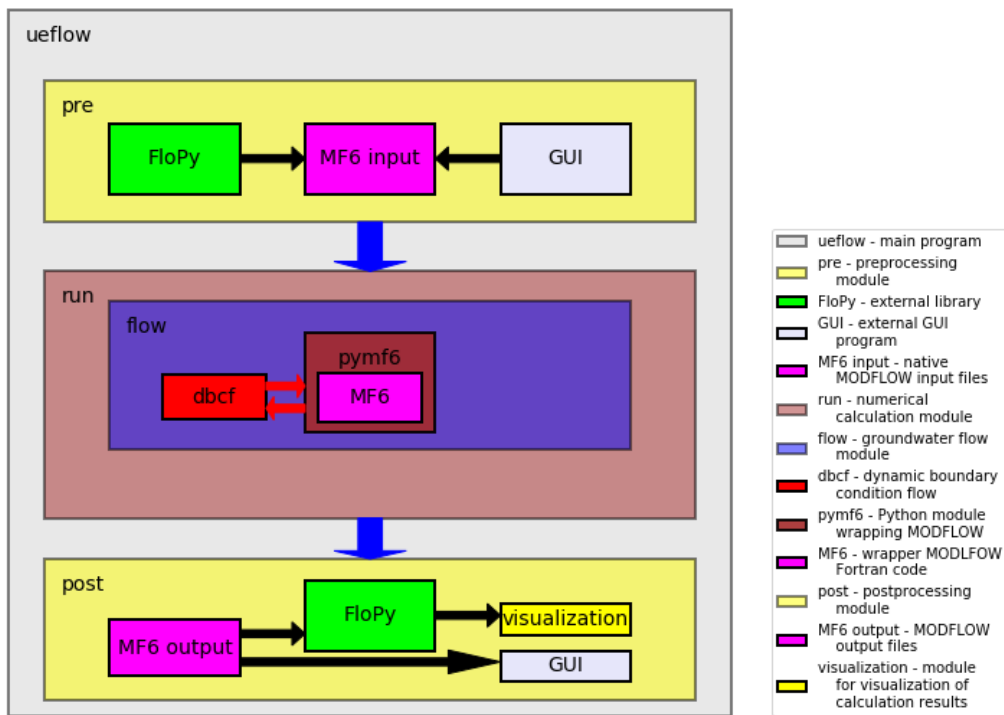 ueflow
pre
FloPy
MF6 input
GUI
run
flow
pymf6
dbcf
MF6
post
FloPy
visualization
MF6 output
GUI
ueflow - main program
pre - preprocessing
module
FloPy - external library
GUI - external GUI
program
MF6 input - native
MODFLOW input files
run - numerical
calculation module
flow - groundwater flow
module
dbcf - dynamic boundary
condition flow
pymf6 - Python module
wrapping MODFLOW
MF6 - wrapper MODLFOW
Fortran code
post - postprocessing
module
MF6 output - MODFLOW
output files
visualization - module
for visualization of
calculation results